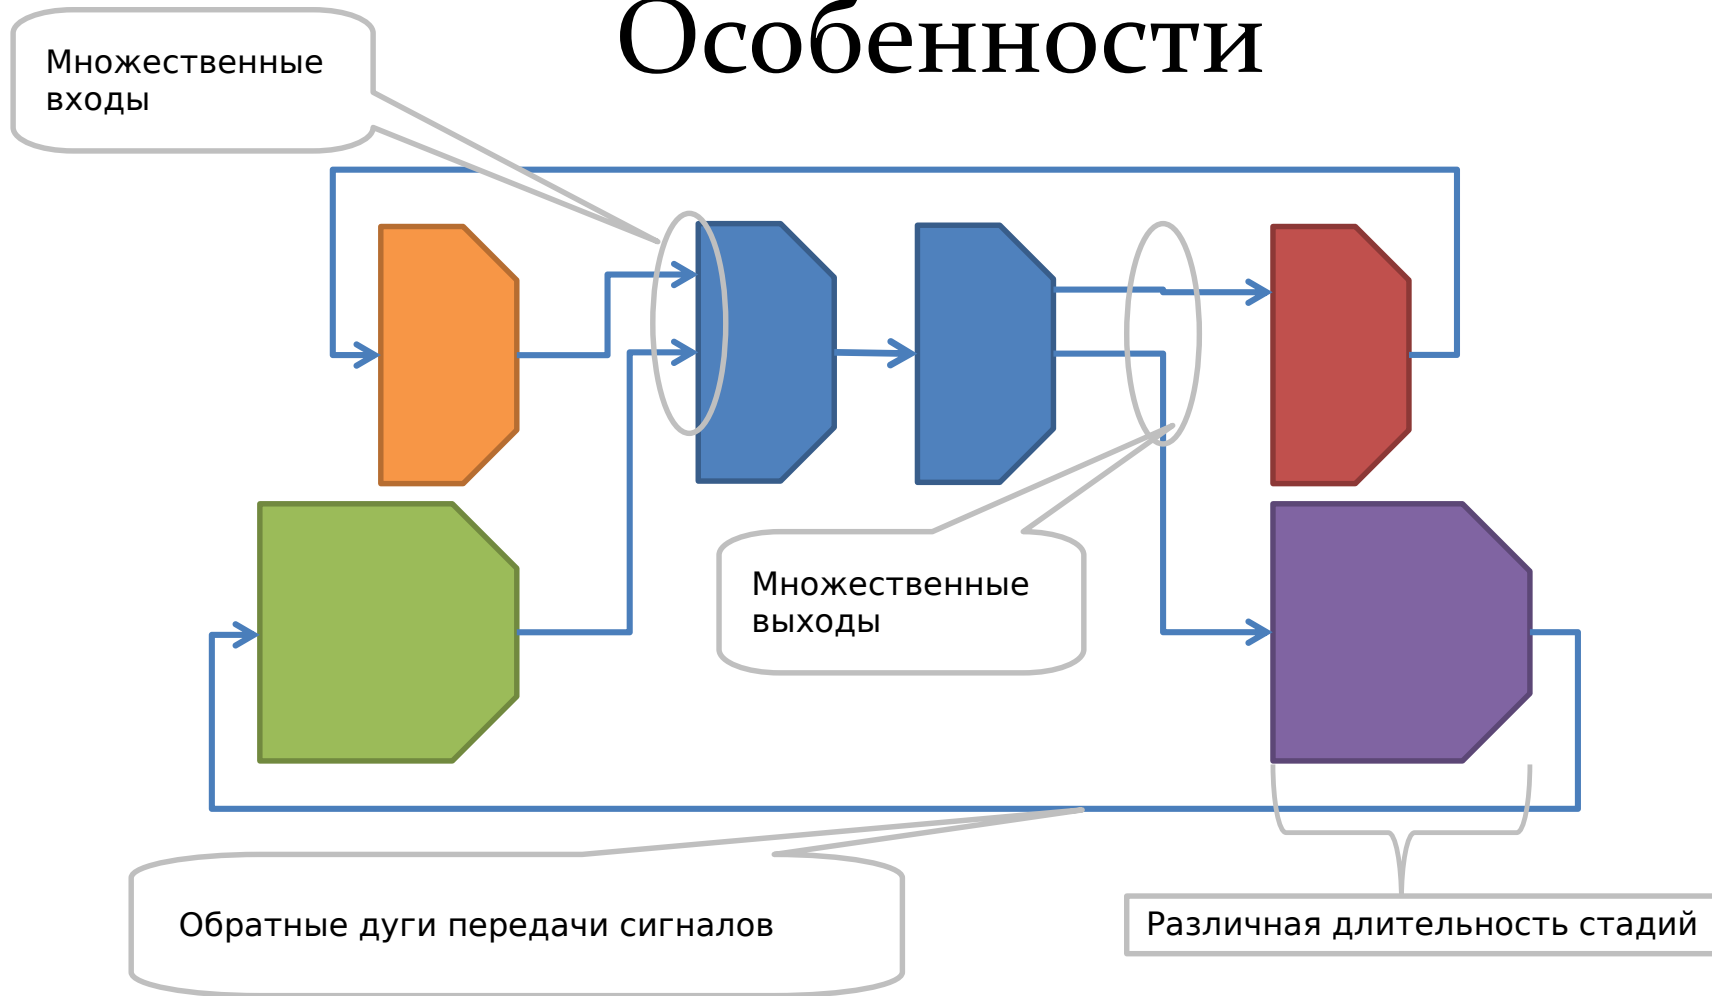 Особенности
Множественные
входы
Множественные
выходы
Обратные дуги передачи сигналов
Различная длительность стадий